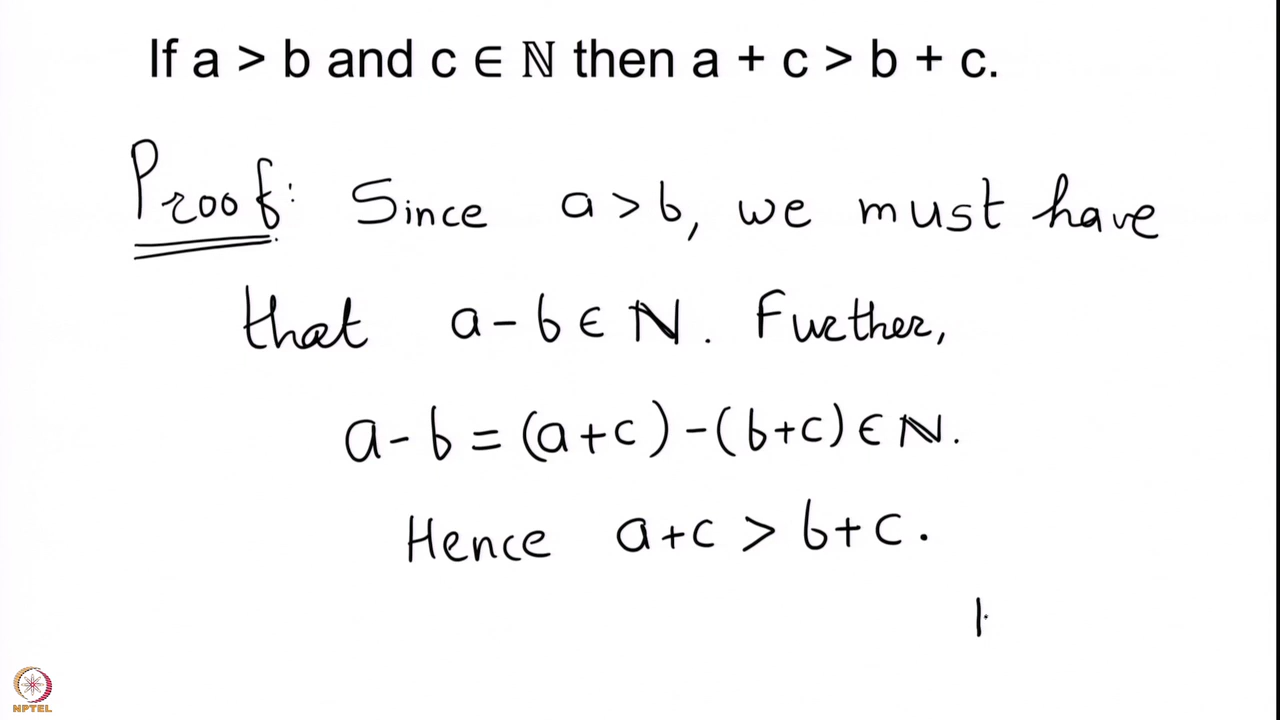 If a > b and c ∈ ℕ then a + c > b + c.
Proof: Since a > b, we must have
that a - b ∈ ℕ. Further,
a - b = (a+c) - (b+c) ∈ ℕ.
Hence a+c > b+c.
NPTEL